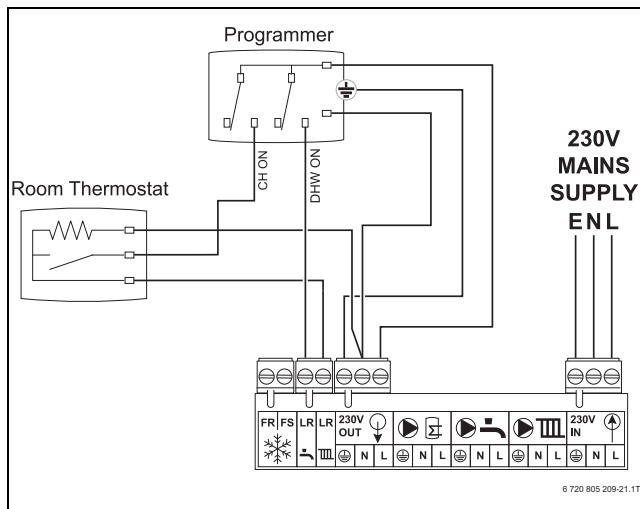 Programmer
CH ON
DHW ON
Room Thermostat
230V
MAINS
SUPPLY
E N L
FR FS LR LR 230V OUT 230V IN
N L N L N L N L N L
6 720 805 209-21.1T